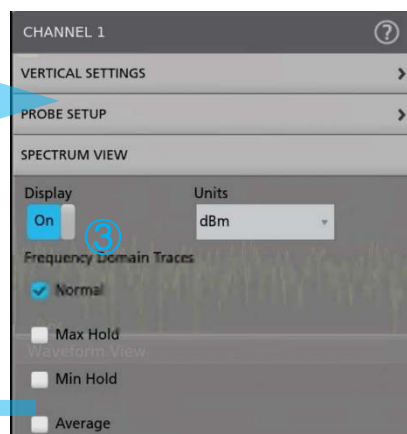 CHANNEL 1 ?
VERTICAL SETTINGS >
PROBE SETUP >
SPECTRUM VIEW
Display Units
On dBm
③
Frequency Domain Traces
Normal
Max Hold
Waveform View
Min Hold
Average